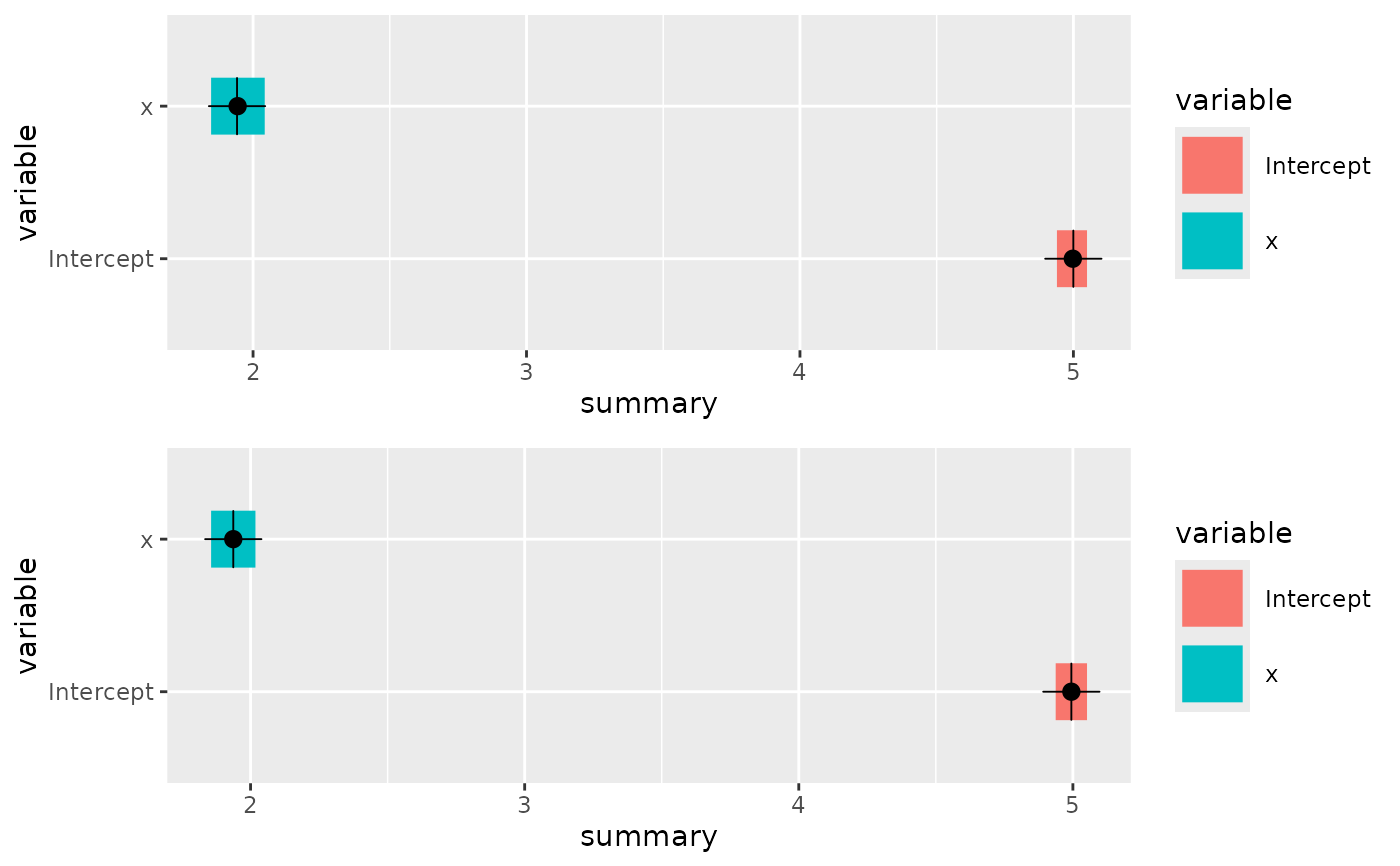 variable
x
Intercept
2 3 4 5
summary
variable
Intercept
x
variable
x
Intercept
2 3 4 5
summary
variable
Intercept
x